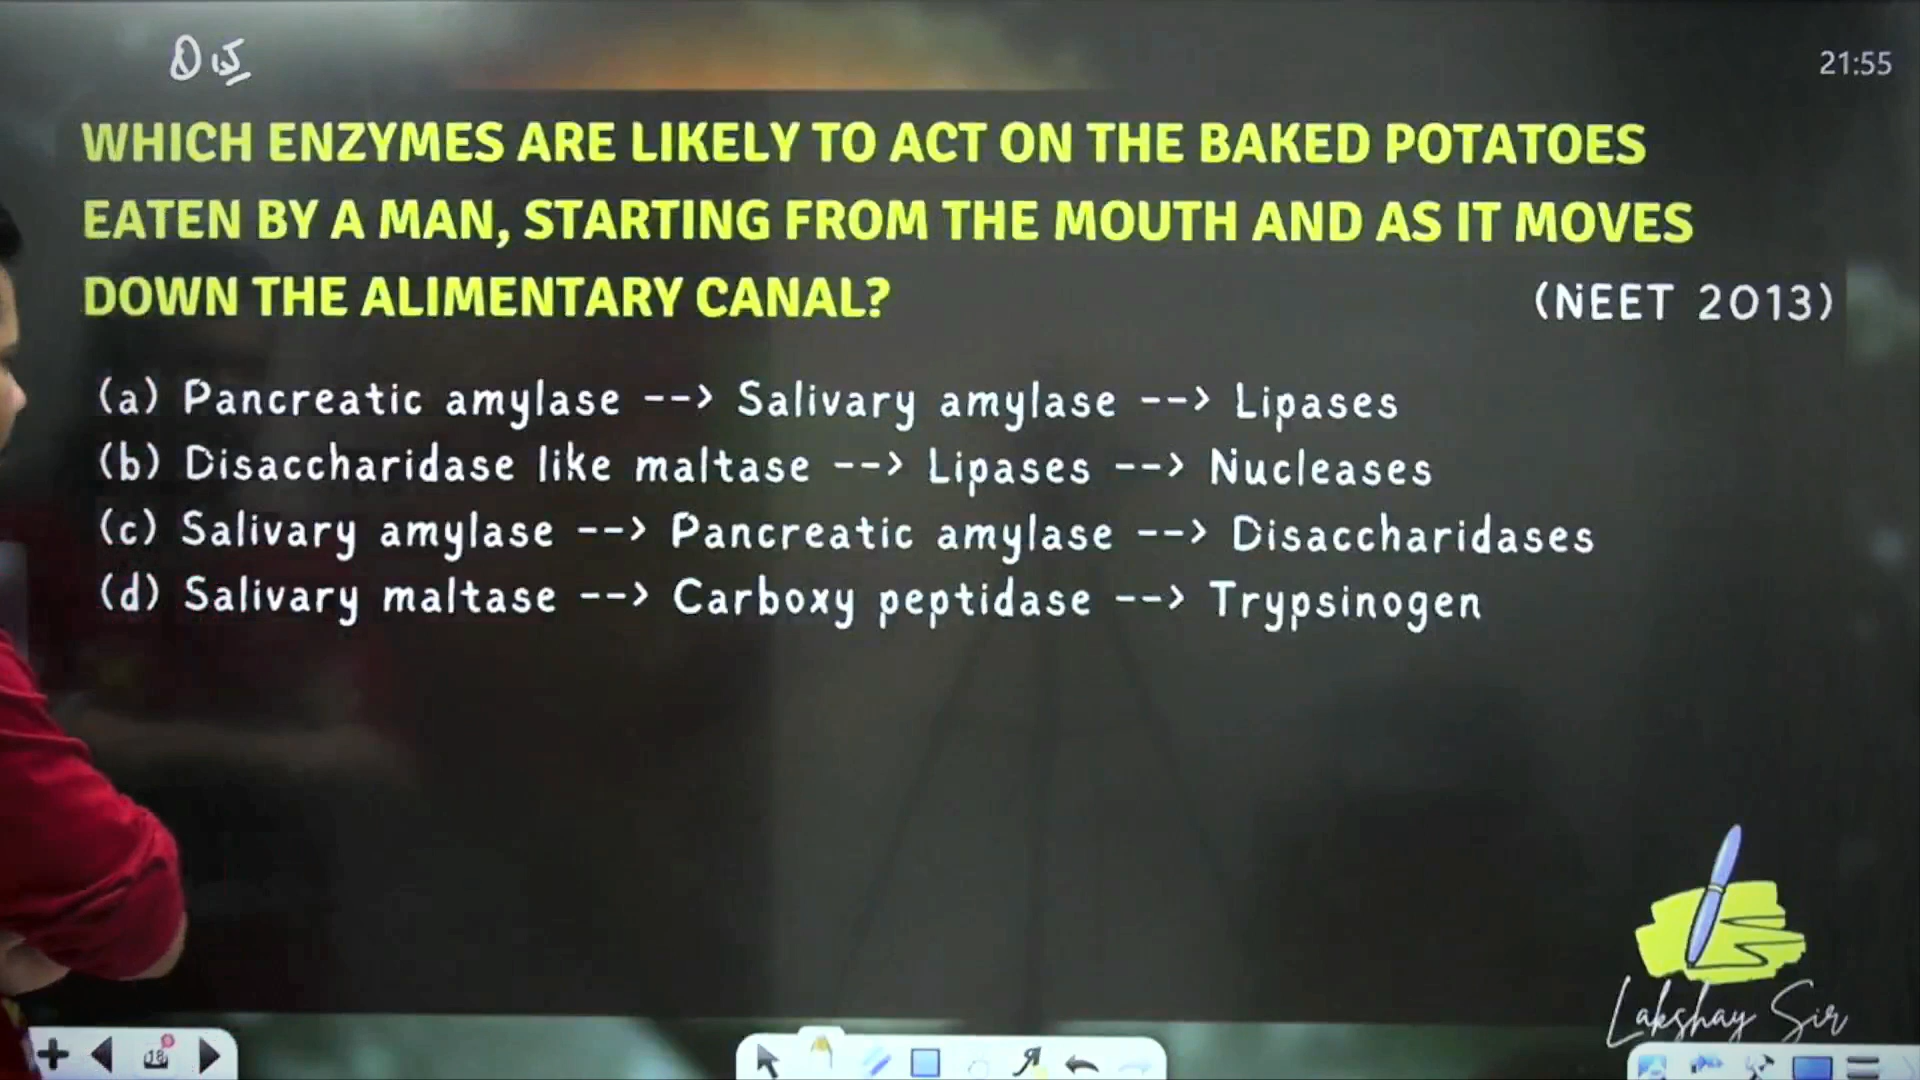 21:55
WHICH ENZYMES ARE LIKELY TO ACT ON THE BAKED POTATOES
EATEN BY A MAN, STARTING FROM THE MOUTH AND AS IT MOVES
DOWN THE ALIMENTARY CANAL?
(NEET 2013)
(a) Pancreatic amylase --> Salivary amylase --> Lipases
(b) Disaccharidase like maltase --> Lipases --> Nucleases
(c) Salivary amylase --> Pancreatic amylase --> Disaccharidases
(d) Salivary maltase --> Carboxy peptidase --> Trypsinogen
Lakshay Sir
18